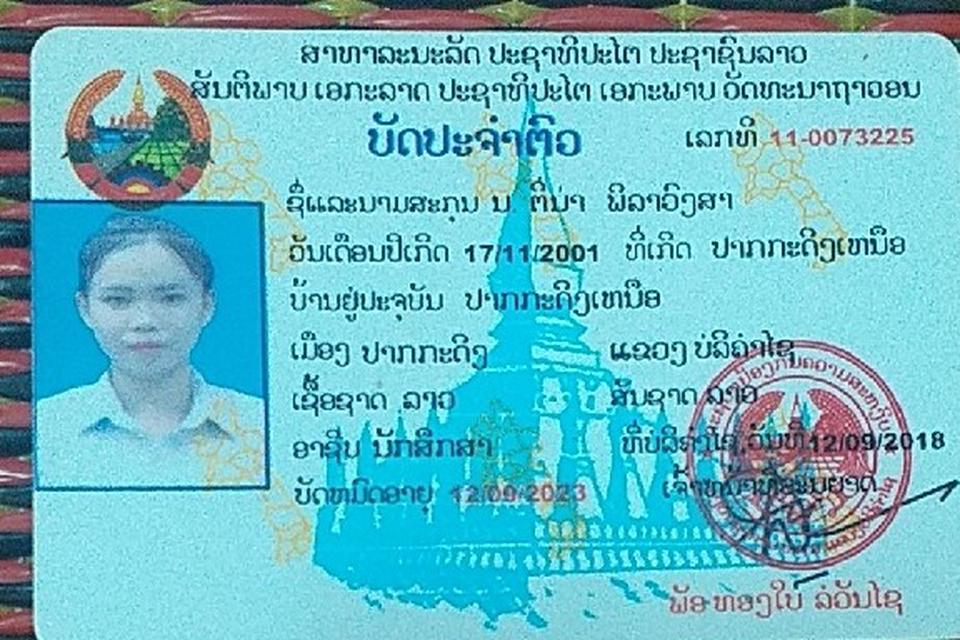 ສາທາລະນະລັດ ປະຊາທິປະໄຕ ປະຊາຊົນລາວ
ສັນຕິພາບ ເອກະລາດ ປະຊາທິປະໄຕ ເອກະພາບ ວັດທະນາຖາວອນ
ບັດປະຈຳຕົວ ເລກທີ 11-0073225
ຊື່ແລະນາມສະກຸນ ນ ຕີນ່າ ພິລາວົງສາ
ວັນເດືອນປີເກີດ 17/11/2001 ທີ່ເກີດ ປາກກະດິງເຫນືອ
ບ້ານຢູ່ປະຈຸບັນ ປາກກະດິງເຫນືອ
ເມືອງ ປາກກະດິງ ແຂວງ ບໍລິຄຳໄຊ
ເຊື້ອຊາດ ລາວ ສັນຊາດ ລາວ
ອາຊີບ ນັກສຶກສາ ທີ່ບໍລິຄຳໄຊ, ວັນທີ 12/09/2018
ບັດຫມົດອາຍຸ 12/09/2023 ເຈົ້າຫນ້າທີ່ອະນຸຍາດ
ພັອ ທອງໃບ ລໍວັນໄຊ